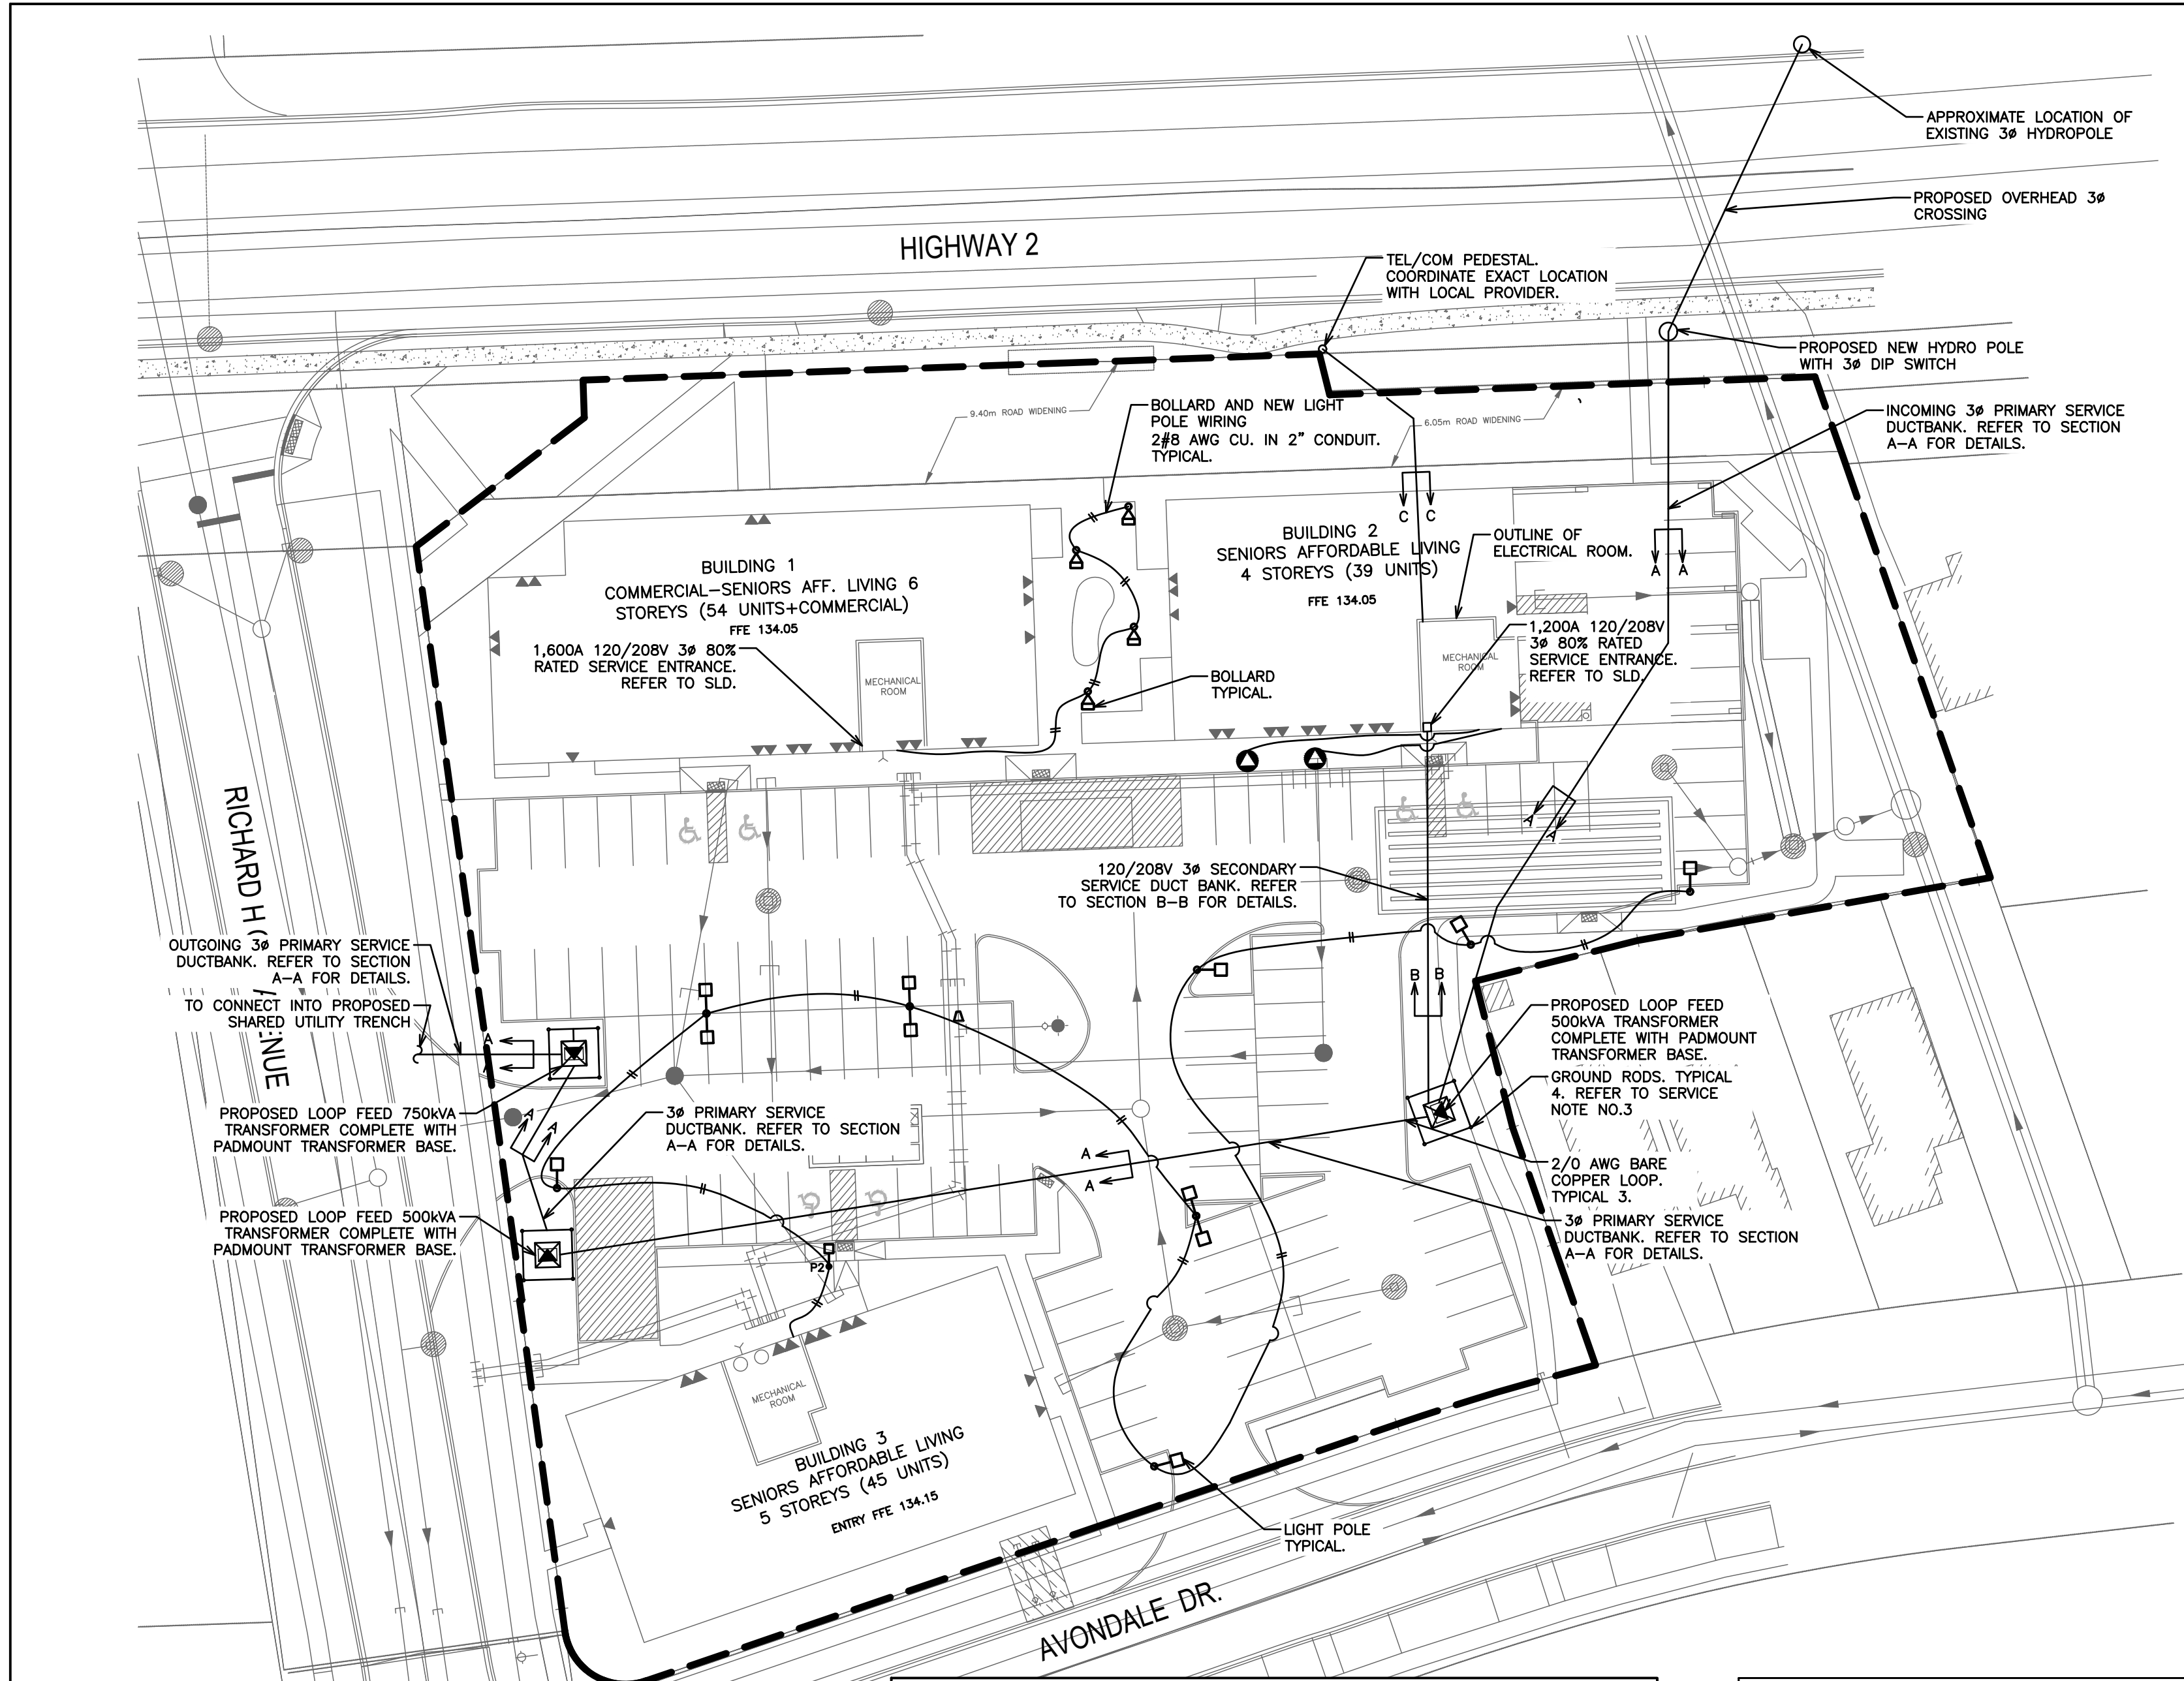 APPROXIMATE LOCATION OF
EXISTING 3ø HYDROPOLE
PROPOSED OVERHEAD 3ø
CROSSING
HIGHWAY 2
TEL/COM PEDESTAL.
COORDINATE EXACT LOCATION
WITH LOCAL PROVIDER.
PROPOSED NEW HYDRO POLE
WITH 3ø DIP SWITCH
9.40m ROAD WIDENING
BOLLARD AND NEW LIGHT
POLE WIRING
2#8 AWG CU. IN 2" CONDUIT.
TYPICAL.
6.05m ROAD WIDENING
INCOMING 3ø PRIMARY SERVICE
DUCTBANK. REFER TO SECTION
A-A FOR DETAILS.
C C
BUILDING 1
COMMERCIAL-SENIORS AFF. LIVING 6
STOREYS (54 UNITS+COMMERCIAL)
FFE 134.05
BUILDING 2
SENIORS AFFORDABLE LIVING
4 STOREYS (39 UNITS)
FFE 134.05
OUTLINE OF
ELECTRICAL ROOM.
A A
1,600A 120/208V 3ø 80%
RATED SERVICE ENTRANCE.
REFER TO SLD.
MECHANICAL
ROOM
BOLLARD
TYPICAL.
MECHANICAL
ROOM
1,200A 120/208V
3ø 80% RATED
SERVICE ENTRANCE.
REFER TO SLD.
RICHARD H
A A
120/208V 3ø SECONDARY
SERVICE DUCT BANK. REFER
TO SECTION B-B FOR DETAILS.
OUTGOING 3ø PRIMARY SERVICE
DUCTBANK. REFER TO SECTION
A-A FOR DETAILS.
TO CONNECT INTO PROPOSED
SHARED UTILITY TRENCH
ENUE
A
A
B B
PROPOSED LOOP FEED
500kVA TRANSFORMER
COMPLETE WITH PADMOUNT
TRANSFORMER BASE.
GROUND RODS. TYPICAL
4. REFER TO SERVICE
NOTE NO.3
PROPOSED LOOP FEED 750kVA
TRANSFORMER COMPLETE WITH
PADMOUNT TRANSFORMER BASE.
A A
3ø PRIMARY SERVICE
DUCTBANK. REFER TO SECTION
A-A FOR DETAILS.
A
A
2/0 AWG BARE
COPPER LOOP.
TYPICAL 3.
PROPOSED LOOP FEED 500kVA
TRANSFORMER COMPLETE WITH
PADMOUNT TRANSFORMER BASE.
3ø PRIMARY SERVICE
DUCTBANK. REFER TO SECTION
A-A FOR DETAILS.
P2
MECHANICAL
ROOM
BUILDING 3
SENIORS AFFORDABLE LIVING
5 STOREYS (45 UNITS)
ENTRY FFE 134.15
LIGHT POLE
TYPICAL.
AVONDALE DR.